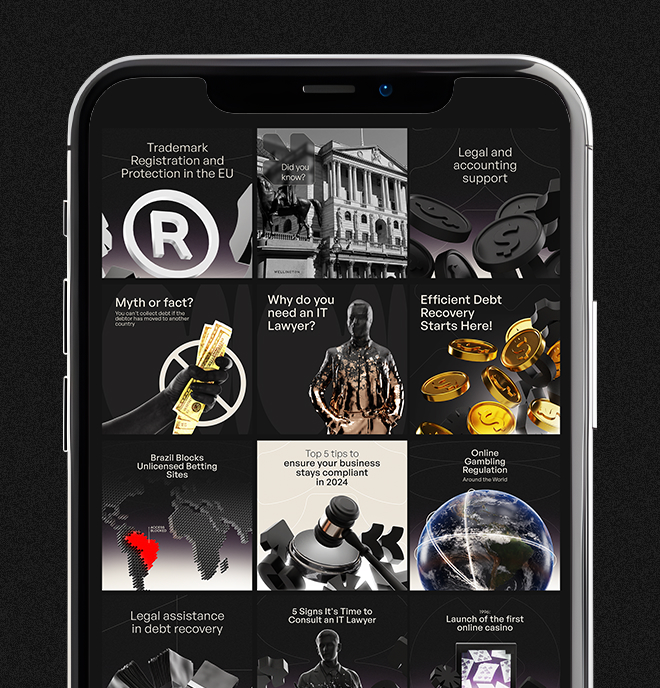 Trademark
Registration and
Protection in the EU
R
Did you
know?
WELLINGTON
Legal and
accounting
support
Myth or fact?
You can't collect debt if the
debtor has moved to another
country
Why do you
need an IT
Lawyer?
Efficient Debt
Recovery
Starts Here!
Brazil Blocks
Unlicensed Betting
Sites
ACCESS
BLOCKED
Top 5 tips to
ensure your business
stays compliant
in 2024
Online
Gambling
Regulation
Around the World
Legal assistance
in debt recovery
5 Signs It's Time to
Consult an IT Lawyer
1996:
Launch of the first
online casino